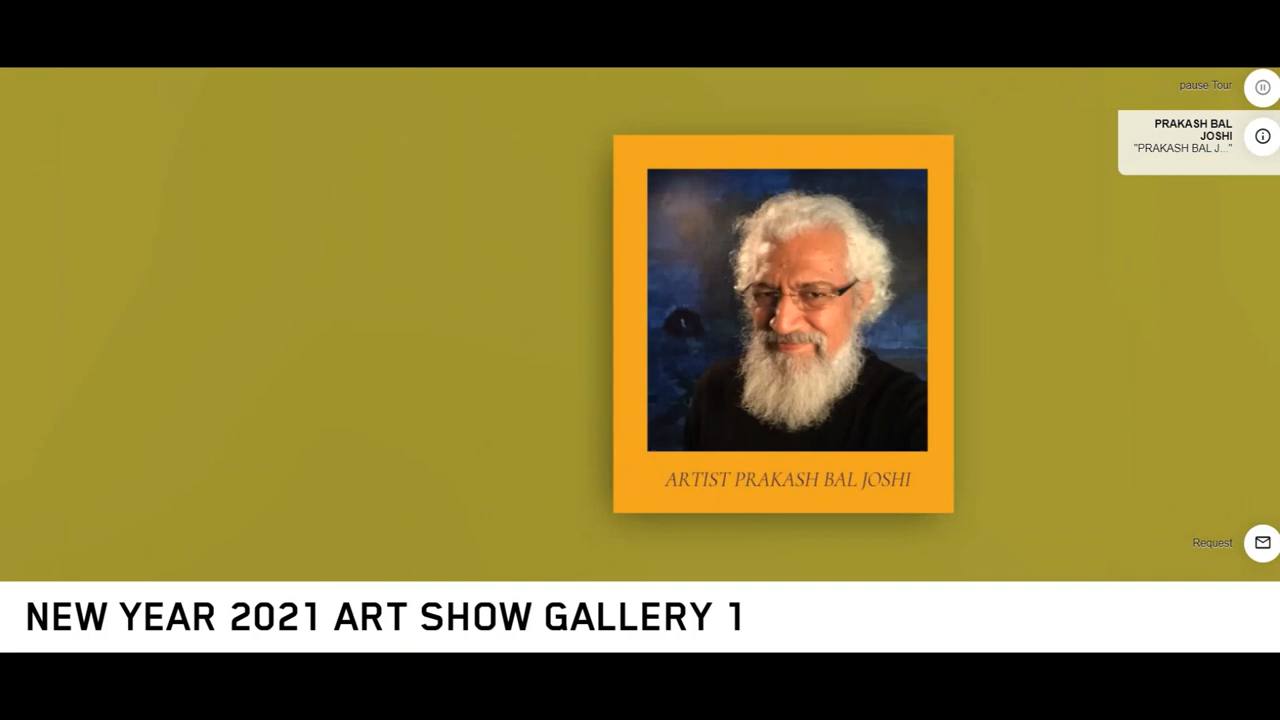 pause Tour
PRAKASH BAL
JOSHI
"PRAKASH BAL J..."
ARTIST PRAKASH BAL JOSHI
Request
NEW YEAR 2021 ART SHOW GALLERY 1